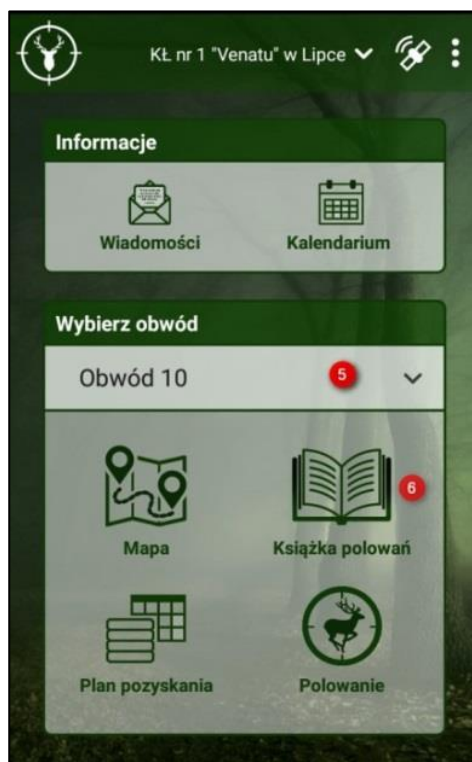 KŁ nr 1 "Venatu" w Lipce
Informacje
Wiadomości
Kalendarium
Wybierz obwód
Obwód 10
5
6
Mapa
Książka polowań
Plan pozyskania
Polowanie